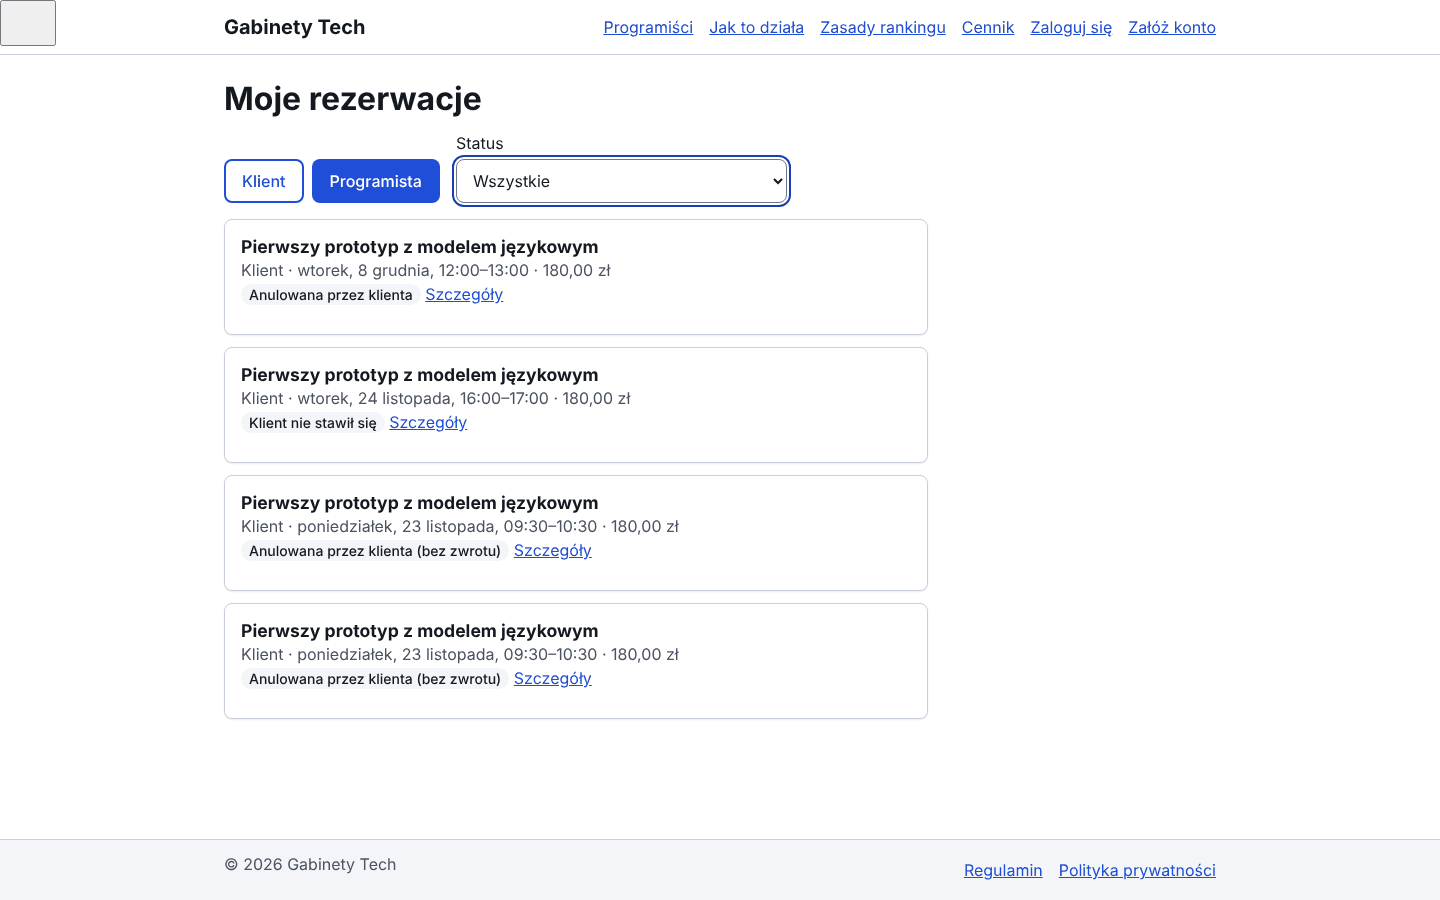 Gabinety Tech
Programiści Jak to działa Zasady rankingu Cennik Zaloguj się Załóż konto
Moje rezerwacje
Status
Klient Programista Wszystkie
Pierwszy prototyp z modelem językowym
Klient · wtorek, 8 grudnia, 12:00–13:00 · 180,00 zł
Anulowana przez klienta Szczegóły
Pierwszy prototyp z modelem językowym
Klient · wtorek, 24 listopada, 16:00–17:00 · 180,00 zł
Klient nie stawił się Szczegóły
Pierwszy prototyp z modelem językowym
Klient · poniedziałek, 23 listopada, 09:30–10:30 · 180,00 zł
Anulowana przez klienta (bez zwrotu) Szczegóły
Pierwszy prototyp z modelem językowym
Klient · poniedziałek, 23 listopada, 09:30–10:30 · 180,00 zł
Anulowana przez klienta (bez zwrotu) Szczegóły
© 2026 Gabinety Tech
Regulamin Polityka prywatności